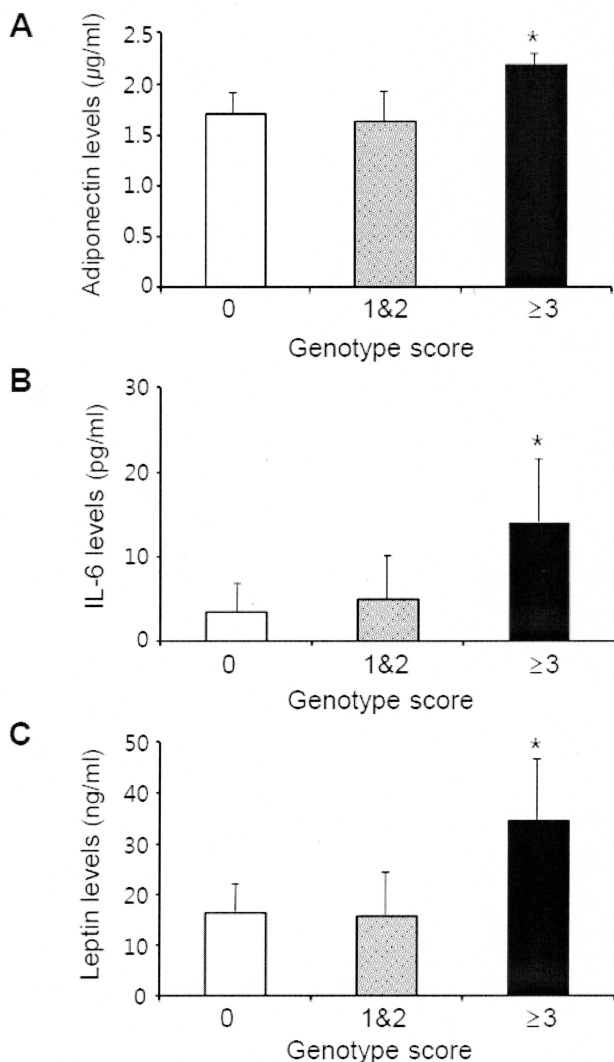 A
Adiponectin levels (µg/ml)
2.5
2.0
1.5
1.0
0.5
0
*
0 1&2 ≥3
Genotype score
B
IL-6 levels (pg/ml)
30
20
10
0
*
0 1&2 ≥3
Genotype score
C
Leptin levels (ng/ml)
50
40
30
20
10
0
*
0 1&2 ≥3
Genotype score